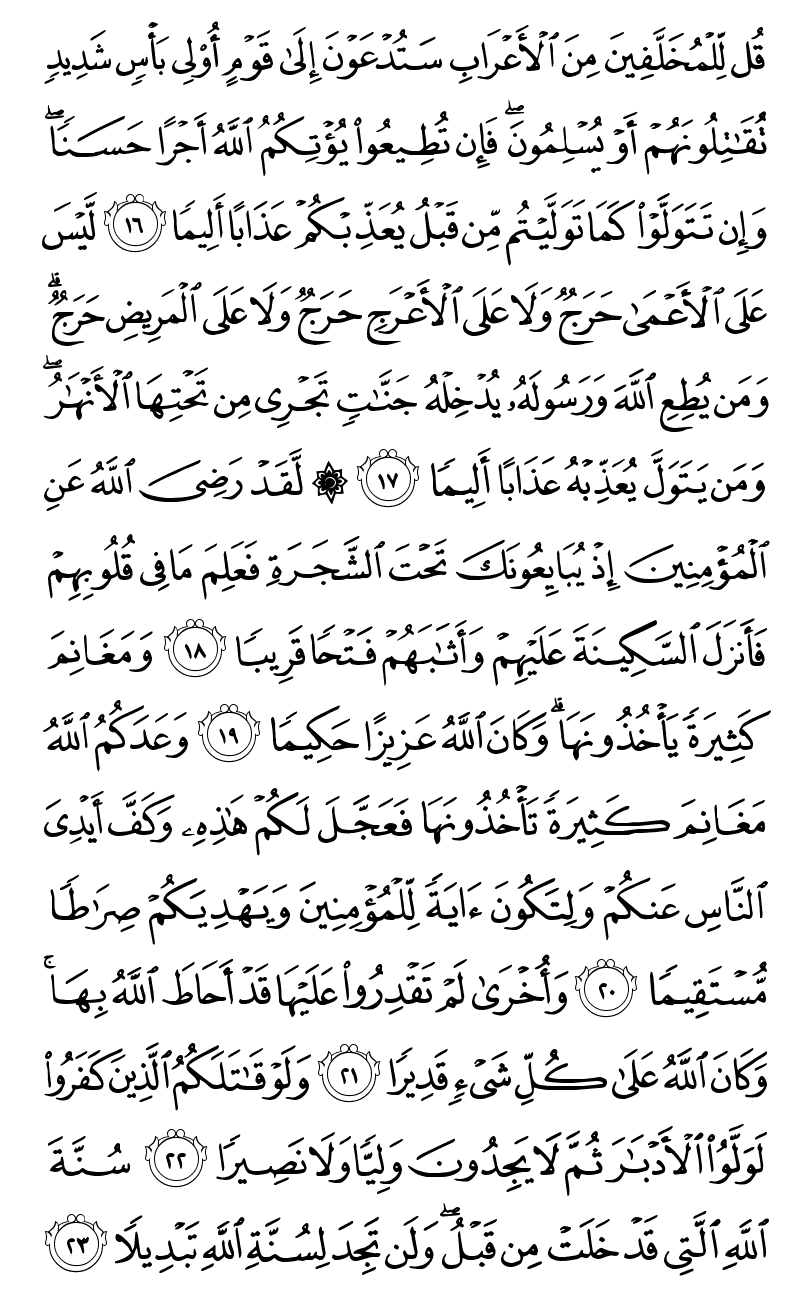 قُل لِّلْمُخَلَّفِينَ مِنَ ٱلْأَعْرَابِ سَتُدْعَوْنَ إِلَىٰ قَوْمٍ أُو۟لِى بَأْسٍ شَدِيدٍ
تُقَـٰتِلُونَهُمْ أَوْ يُسْلِمُونَ ۖ فَإِن تُطِيعُوا۟ يُؤْتِكُمُ ٱللَّهُ أَجْرًا حَسَنًا ۖ
وَإِن تَتَوَلَّوْا۟ كَمَا تَوَلَّيْتُم مِّن قَبْلُ يُعَذِّبْكُمْ عَذَابًا أَلِيمًا ١٦ لَّيْسَ
عَلَى ٱلْأَعْمَىٰ حَرَجٌ وَلَا عَلَى ٱلْأَعْرَجِ حَرَجٌ وَلَا عَلَى ٱلْمَرِيضِ حَرَجٌ ۗ
وَمَن يُطِعِ ٱللَّهَ وَرَسُولَهُۥ يُدْخِلْهُ جَنَّـٰتٍ تَجْرِى مِن تَحْتِهَا ٱلْأَنْهَـٰرُ ۖ
وَمَن يَتَوَلَّ يُعَذِّبْهُ عَذَابًا أَلِيمًا ١٧ ۞ لَّقَدْ رَضِىَ ٱللَّهُ عَنِ
ٱلْمُؤْمِنِينَ إِذْ يُبَايِعُونَكَ تَحْتَ ٱلشَّجَرَةِ فَعَلِمَ مَا فِى قُلُوبِهِمْ
فَأَنزَلَ ٱلسَّكِينَةَ عَلَيْهِمْ وَأَثَـٰبَهُمْ فَتْحًا قَرِيبًا ١٨ وَمَغَانِمَ
كَثِيرَةً يَأْخُذُونَهَا ۗ وَكَانَ ٱللَّهُ عَزِيزًا حَكِيمًا ١٩ وَعَدَكُمُ ٱللَّهُ
مَغَانِمَ كَثِيرَةً تَأْخُذُونَهَا فَعَجَّلَ لَكُمْ هَـٰذِهِۦ وَكَفَّ أَيْدِىَ
ٱلنَّاسِ عَنكُمْ وَلِتَكُونَ ءَايَةً لِّلْمُؤْمِنِينَ وَيَهْدِيَكُمْ صِرَٰطًا
مُّسْتَقِيمًا ٢٠ وَأُخْرَىٰ لَمْ تَقْدِرُوا۟ عَلَيْهَا قَدْ أَحَاطَ ٱللَّهُ بِهَا ۚ
وَكَانَ ٱللَّهُ عَلَىٰ كُلِّ شَىْءٍ قَدِيرًا ٢١ وَلَوْ قَـٰتَلَكُمُ ٱلَّذِينَ كَفَرُوا۟
لَوَلَّوُا۟ ٱلْأَدْبَـٰرَ ثُمَّ لَا يَجِدُونَ وَلِيًّا وَلَا نَصِيرًا ٢٢ سُنَّةَ
ٱللَّهِ ٱلَّتِى قَدْ خَلَتْ مِن قَبْلُ ۖ وَلَن تَجِدَ لِسُنَّةِ ٱللَّهِ تَبْدِيلًا ٢٣